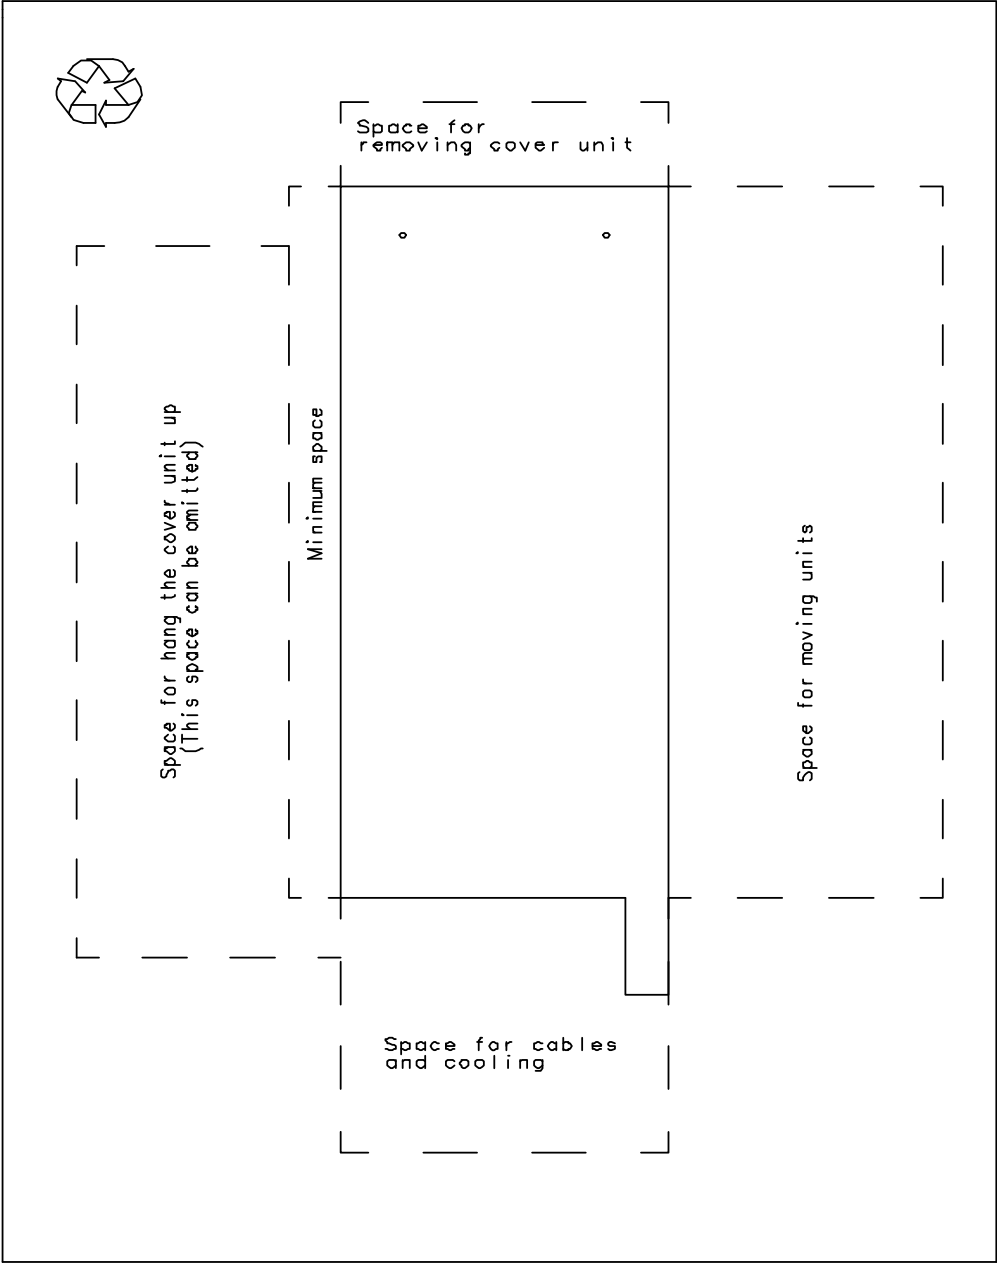 Space for
removing cover unit
Space for hang the cover unit up
(This space can be omitted)
Minimum space
Space for moving units
Space for cables
and cooling